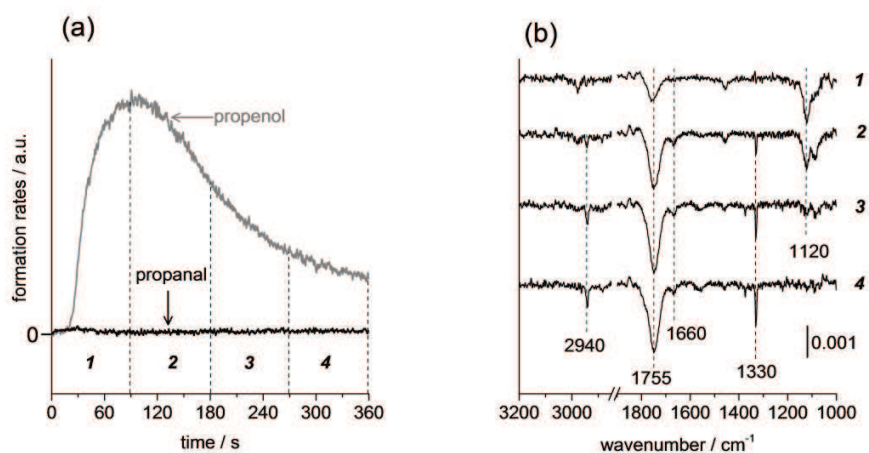 (a)
formation rates / a.u.
propenol
propanal
0
1 2 3 4
0 60 120 180 240 300 360
time / s
(b)
1
2
3
4
1120
2940
1660
0.001
1755
1330
3200 3000 1800 1600 1400 1200 1000
wavenumber / cm⁻¹